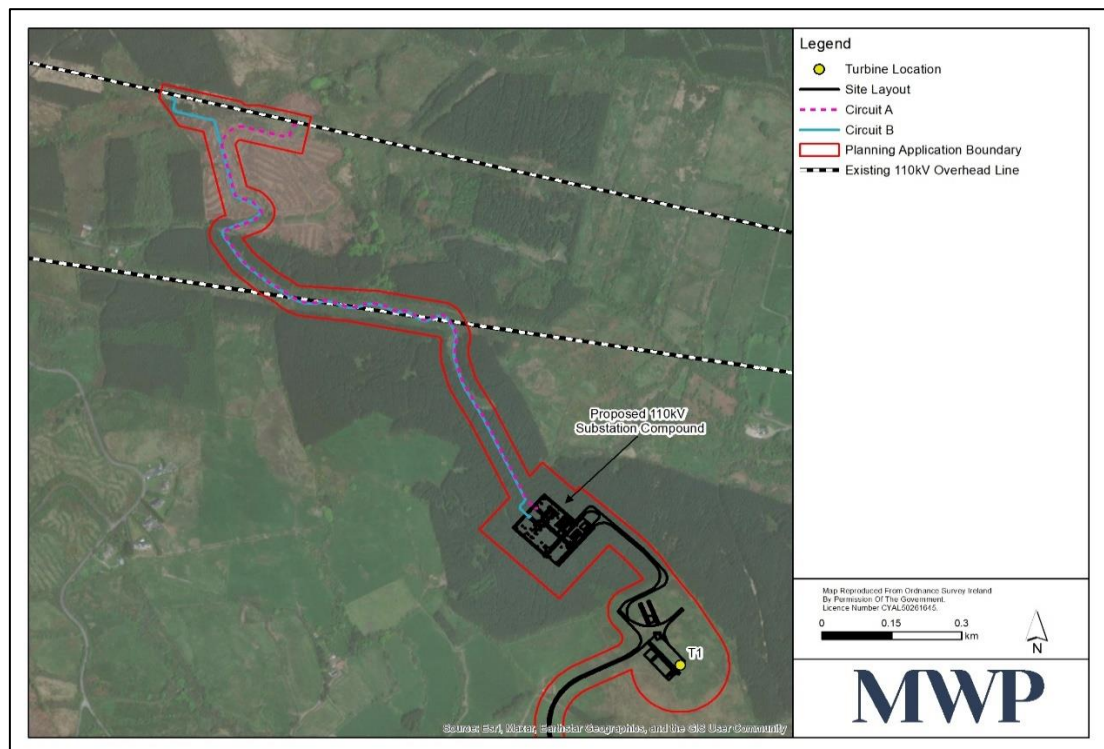 Legend
Turbine Location
Site Layout
Circuit A
Circuit B
Planning Application Boundary
Existing 110kV Overhead Line
Proposed 110kV
Substation Compound
T1
Map Reproduced From Ordnance Survey Ireland
By Permission Of The Government.
Licence Number CYAL50261645.
0 0.15 0.3
km
N
MWP
Source: Esri, Maxar, Earthstar Geographics, and the GIS User Community